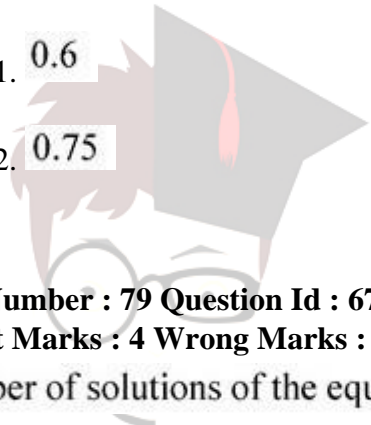 1. 0.6
2. 0.75
Number : 79 Question Id : 67
t Marks : 4 Wrong Marks :
ber of solutions of the equ